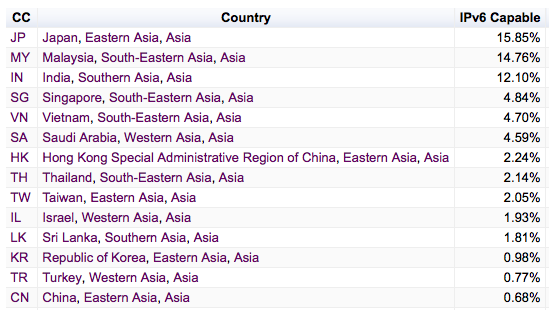 CC Country IPv6 Capable
JP Japan, Eastern Asia, Asia 15.85%
MY Malaysia, South-Eastern Asia, Asia 14.76%
IN India, Southern Asia, Asia 12.10%
SG Singapore, South-Eastern Asia, Asia 4.84%
VN Vietnam, South-Eastern Asia, Asia 4.70%
SA Saudi Arabia, Western Asia, Asia 4.59%
HK Hong Kong Special Administrative Region of China, Eastern Asia, Asia 2.24%
TH Thailand, South-Eastern Asia, Asia 2.14%
TW Taiwan, Eastern Asia, Asia 2.05%
IL Israel, Western Asia, Asia 1.93%
LK Sri Lanka, Southern Asia, Asia 1.81%
KR Republic of Korea, Eastern Asia, Asia 0.98%
TR Turkey, Western Asia, Asia 0.77%
CN China, Eastern Asia, Asia 0.68%